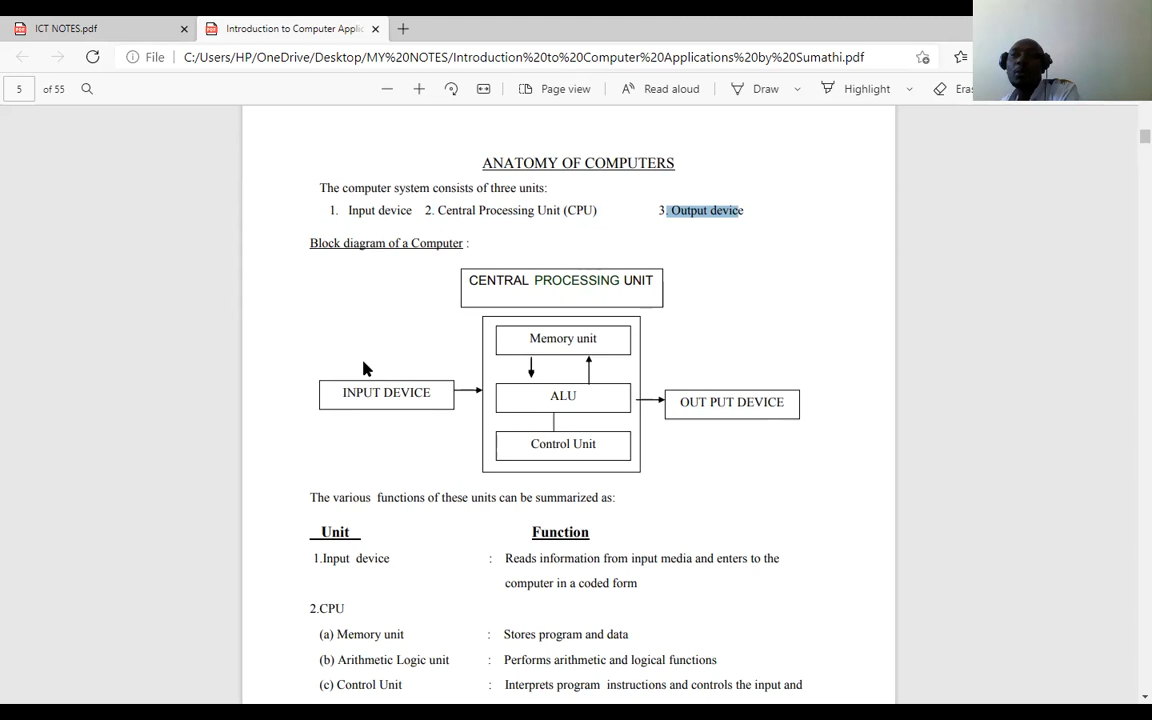 ICT NOTES.pdf
Introduction to Computer Applic
File C:/Users/HP/OneDrive/Desktop/MY%20NOTES/Introduction%20to%20Computer%20Applications%20by%20Sumathi.pdf
5 of 55 Page view Read aloud Draw Highlight Eras
ANATOMY OF COMPUTERS
The computer system consists of three units:
1. Input device 2. Central Processing Unit (CPU) 3. Output device
Block diagram of a Computer :
CENTRAL PROCESSING UNIT
Memory unit
INPUT DEVICE
ALU
OUT PUT DEVICE
Control Unit
The various functions of these units can be summarized as:
Unit Function
1.Input device : Reads information from input media and enters to the
computer in a coded form
2.CPU
(a) Memory unit : Stores program and data
(b) Arithmetic Logic unit : Performs arithmetic and logical functions
(c) Control Unit : Interprets program instructions and controls the input and